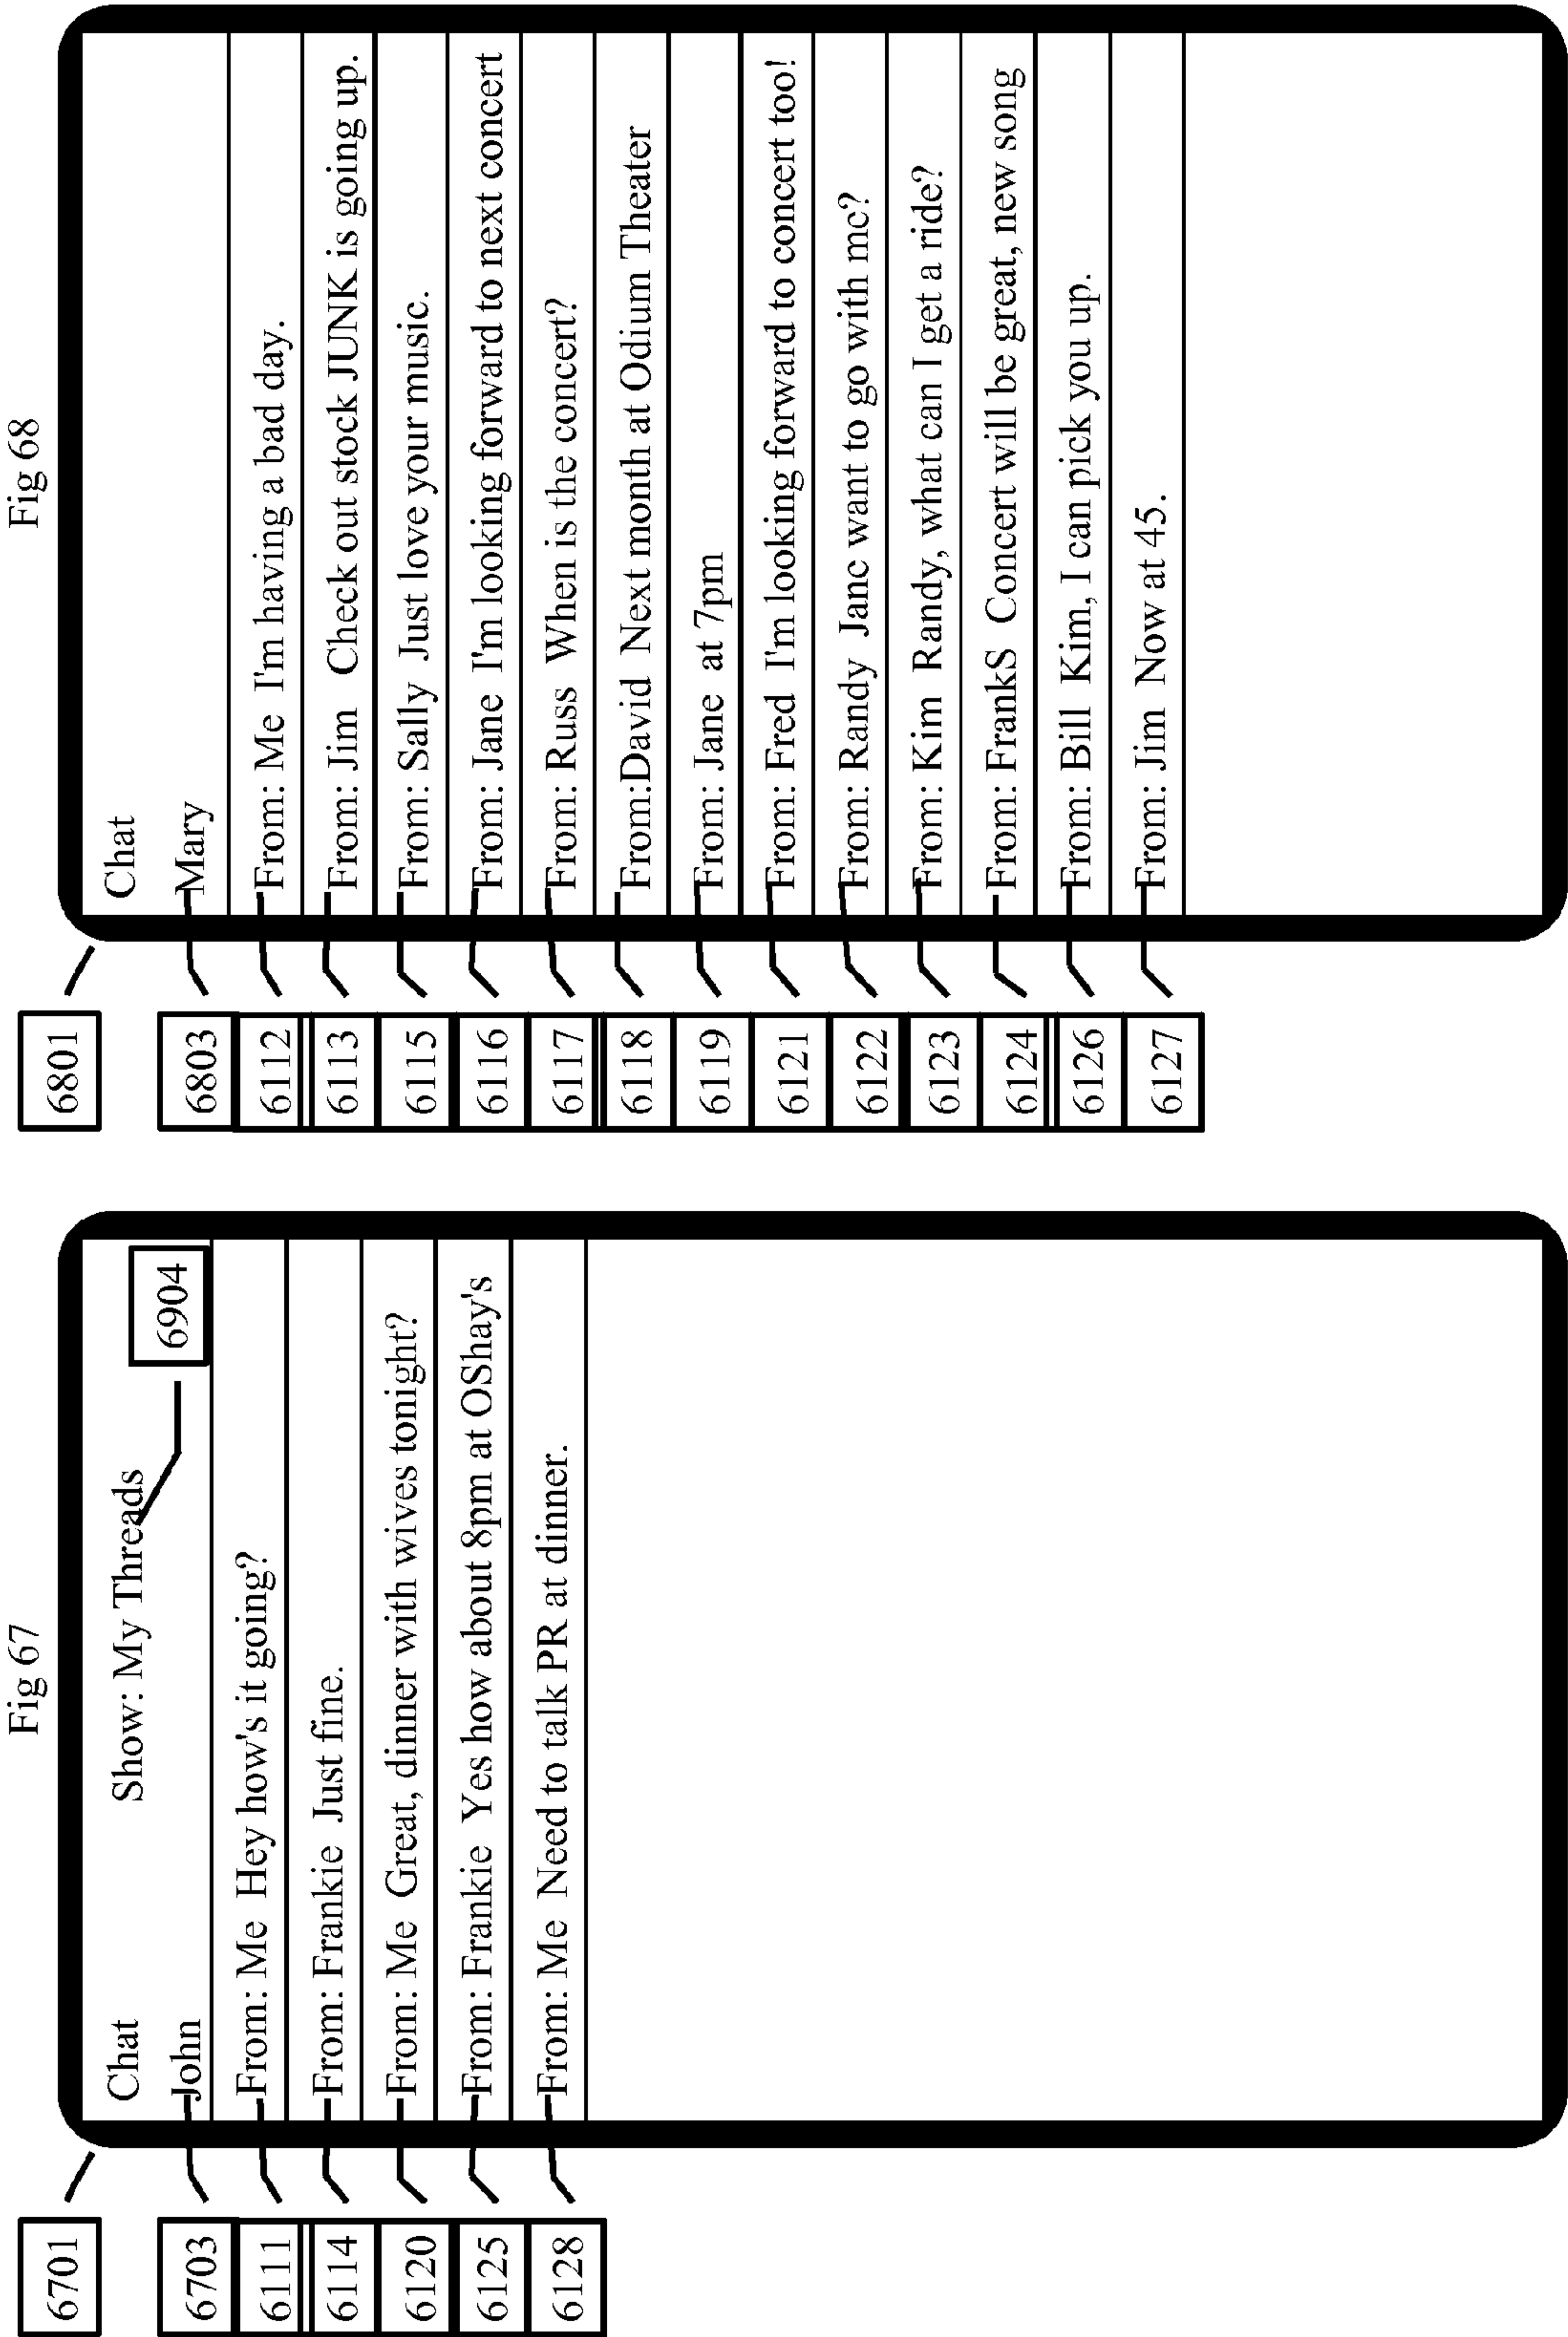 Fig 67
6701
Chat Show: My Threads
6904
6703 John
6111 From: Me Hey how's it going?
6114 From: Frankie Just fine.
6120 From: Me Great, dinner with wives tonight?
6125 From: Frankie Yes how about 8pm at OShay's
6128 From: Me Need to talk PR at dinner.
Fig 68
6801
Chat
6803 Mary
6112 From: Me I'm having a bad day.
6113 From: Jim Check out stock JUNK is going up.
6115 From: Sally Just love your music.
6116 From: Jane I'm looking forward to next concert
6117 From: Russ When is the concert?
6118 From:David Next month at Odium Theater
6119 From: Jane at 7pm
6121 From: Fred I'm looking forward to concert too!
6122 From: Randy Janc want to go with mc?
6123 From: Kim Randy, what can I get a ride?
6124 From: FrankS Concert will be great, new song
6126 From: Bill Kim, I can pick you up.
6127 From: Jim Now at 45.